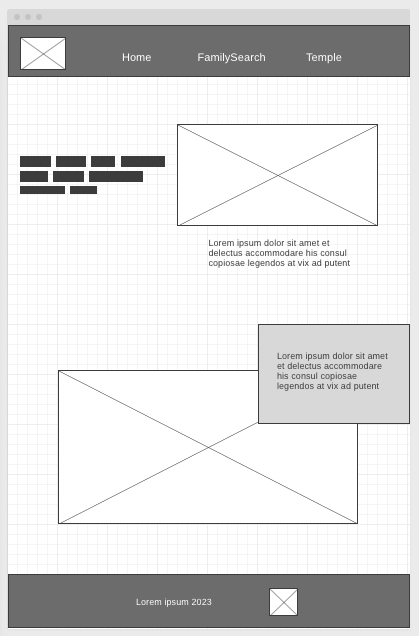 Home FamilySearch Temple
Lorem ipsum dolor sit amet et
delectus accommodare his consul
copiosae legendos at vix ad putent
Lorem ipsum dolor sit amet
et delectus accommodare
his consul copiosae
legendos at vix ad putent
Lorem ipsum 2023